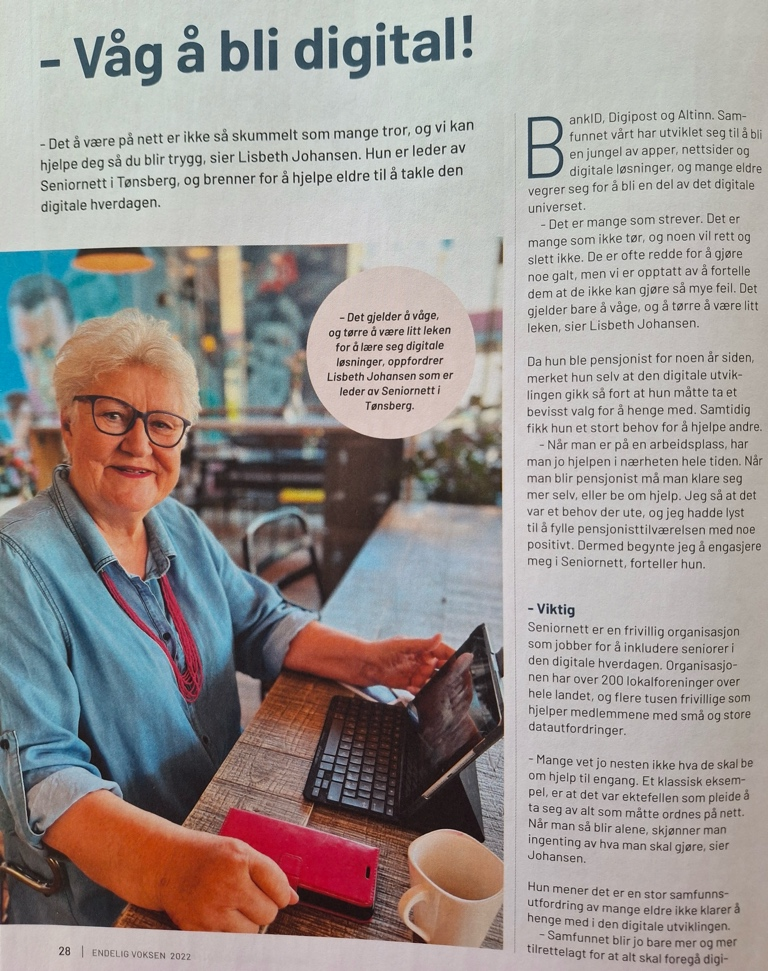 – Våg å bli digital!
– Det å være på nett er ikke så skummelt som mange tror, og vi kan
hjelpe deg så du blir trygg, sier Lisbeth Johansen. Hun er leder av
Seniornett i Tønsberg, og brenner for å hjelpe eldre til å takle den
digitale hverdagen.
– Det gjelder å våge,
og tørre å være litt leken
for å lære seg digitale
løsninger, oppfordrer
Lisbeth Johansen som er
leder av Seniornett i
Tønsberg.
BankID, Digipost og Altinn. Sam-
funnet vårt har utviklet seg til å bli
en jungel av apper, nettsider og
digitale løsninger, og mange eldre
vegrer seg for å bli en del av det digitale
universet.
– Det er mange som strever. Det er
mange som ikke tør, og noen vil rett og
slett ikke. De er ofte redde for å gjøre
noe galt, men vi er opptatt av å fortelle
dem at de ikke kan gjøre så mye feil. Det
gjelder bare å våge, og å tørre å være litt
leken, sier Lisbeth Johansen.
Da hun ble pensjonist for noen år siden,
merket hun selv at den digitale utvik-
lingen gikk så fort at hun måtte ta et
bevisst valg for å henge med. Samtidig
fikk hun et stort behov for å hjelpe andre.
– Når man er på en arbeidsplass, har
man jo hjelpen i nærheten hele tiden. Når
man blir pensjonist må man klare seg
mer selv, eller be om hjelp. Jeg så at det
var et behov der ute, og jeg hadde lyst
til å fylle pensjonisttilværelsen med noe
positivt. Dermed begynte jeg å engasjere
meg i Seniornett, forteller hun.
– Viktig
Seniornett er en frivillig organisasjon
som jobber for å inkludere seniorer i
den digitale hverdagen. Organisasjo-
nen har over 200 lokalforeninger over
hele landet, og flere tusen frivillige som
hjelper medlemmene med små og store
datautfordringer.
– Mange vet jo nesten ikke hva de skal be
om hjelp til engang. Et klassisk eksem-
pel, er at det var ektefellen som pleide å
ta seg av alt som måtte ordnes på nett.
Når man så blir alene, skjønner man
ingenting av hva man skal gjøre, sier
Johansen.
Hun mener det er en stor samfunns-
utfordring av mange eldre ikke klarer å
henge med i den digitale utviklingen.
– Samfunnet blir jo bare mer og mer
tilrettelagt for at alt skal foregå digi-
28 | ENDELIG VOKSEN 2022